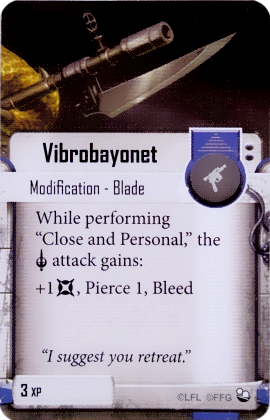 Vibrobayonet
Modification - Blade
While performing
“Close and Personal,” the
attack gains:
+1 , Pierce 1, Bleed
“I suggest you retreat.”
3 XP
©LFL ©FFG